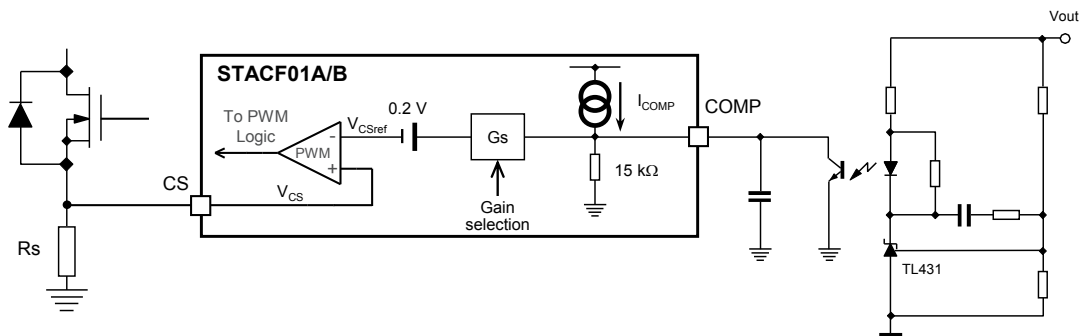 Vout
STACF01A/B
0.2 V
ICOMP
COMP
To PWM
Logic
VCSref
-
PWM
+
Gs
15 kΩ
CS
VCS
Gain
selection
Rs
TL431